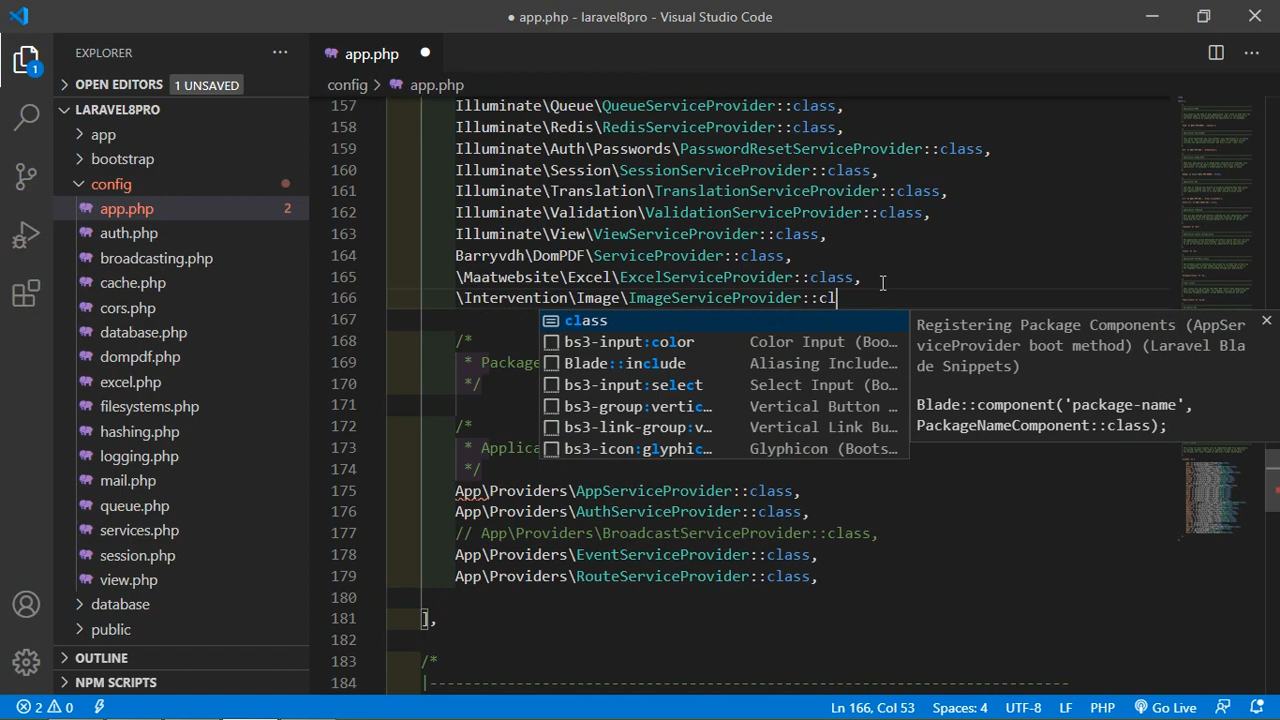 ● app.php - laravel8pro - Visual Studio Code
EXPLORER
app.php
OPEN EDITORS 1 UNSAVED
config > app.php
LARAVEL8PRO
app
bootstrap
config
app.php 2
auth.php
broadcasting.php
cache.php
cors.php
database.php
dompdf.php
excel.php
filesystems.php
hashing.php
logging.php
mail.php
queue.php
services.php
session.php
view.php
database
public
OUTLINE
NPM SCRIPTS
1
157 Illuminate\Queue\QueueServiceProvider::class,
158 Illuminate\Redis\RedisServiceProvider::class,
159 Illuminate\Auth\Passwords\PasswordResetServiceProvider::class,
160 Illuminate\Session\SessionServiceProvider::class,
161 Illuminate\Translation\TranslationServiceProvider::class,
162 Illuminate\Validation\ValidationServiceProvider::class,
163 Illuminate\View\ViewServiceProvider::class,
164 Barryvdh\DomPDF\ServiceProvider::class,
165 \Maatwebsite\Excel\ExcelServiceProvider::class,
166 \Intervention\Image\ImageServiceProvider::cl
167
168 /*
169 * Package
170 */
171
172 /*
173 * Applica
174 */
175 App\Providers\AppServiceProvider::class,
176 App\Providers\AuthServiceProvider::class,
177 // App\Providers\BroadcastServiceProvider::class,
178 App\Providers\EventServiceProvider::class,
179 App\Providers\RouteServiceProvider::class,
180
181 ],
182
183 /*
184 |--------------------------------------------------------------------------
class
bs3-input:color Color Input (Boo...
Blade::include Aliasing Include...
bs3-input:select Select Input (Bo...
bs3-group:vertic... Vertical Button ...
bs3-link-group:v... Vertical Link Bu...
bs3-icon:glyphic... Glyphicon (Boots...
Registering Package Components (AppS
erviceProvider boot method) (Laravel Bla
de Snippets)
Blade::component('package-name',
PackageNameComponent::class);
2 0
Ln 166, Col 53 Spaces: 4 UTF-8 LF PHP Go Live